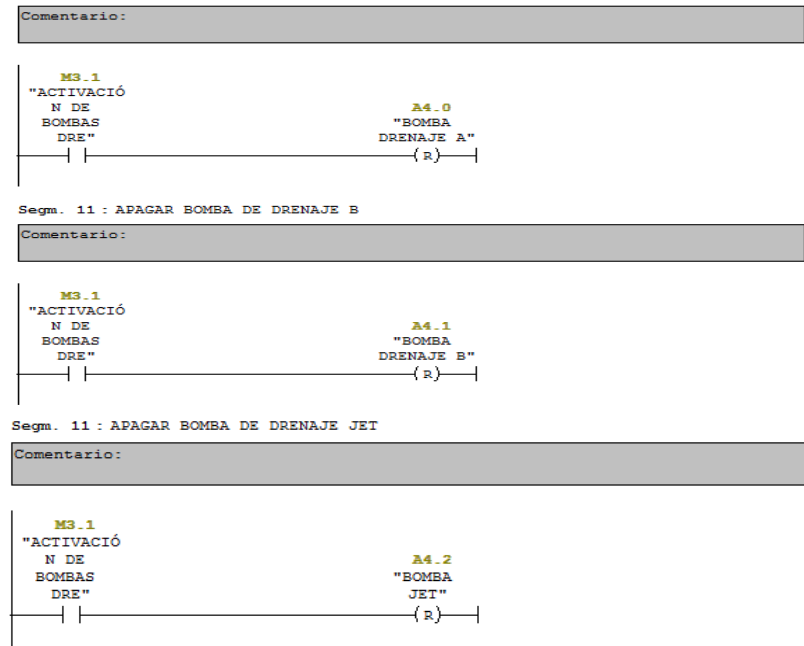 Comentario:
M3.1
"ACTIVACIÓ
N DE
BOMBAS
DRE"
A4.0
"BOMBA
DRENAJE A"
R
Segm. 11 : APAGAR BOMBA DE DRENAJE B
Comentario:
M3.1
"ACTIVACIÓ
N DE
BOMBAS
DRE"
A4.1
"BOMBA
DRENAJE B"
R
Segm. 11 : APAGAR BOMBA DE DRENAJE JET
Comentario:
M3.1
"ACTIVACIÓ
N DE
BOMBAS
DRE"
A4.2
"BOMBA
JET"
R